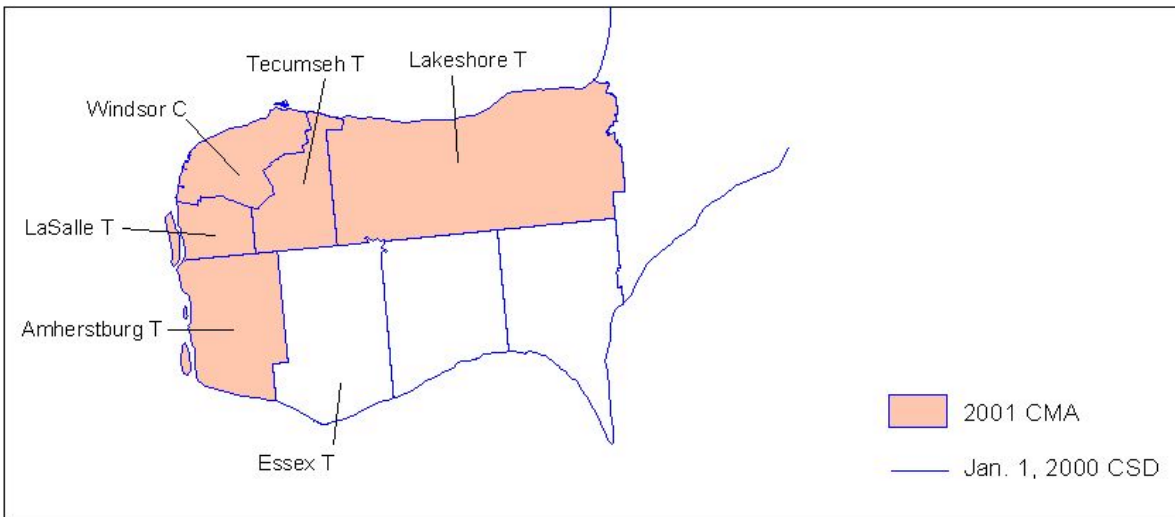 Tecumseh T
Lakeshore T
Windsor C
LaSalle T
Amherstburg T
Essex T
2001 CMA
Jan. 1, 2000 CSD